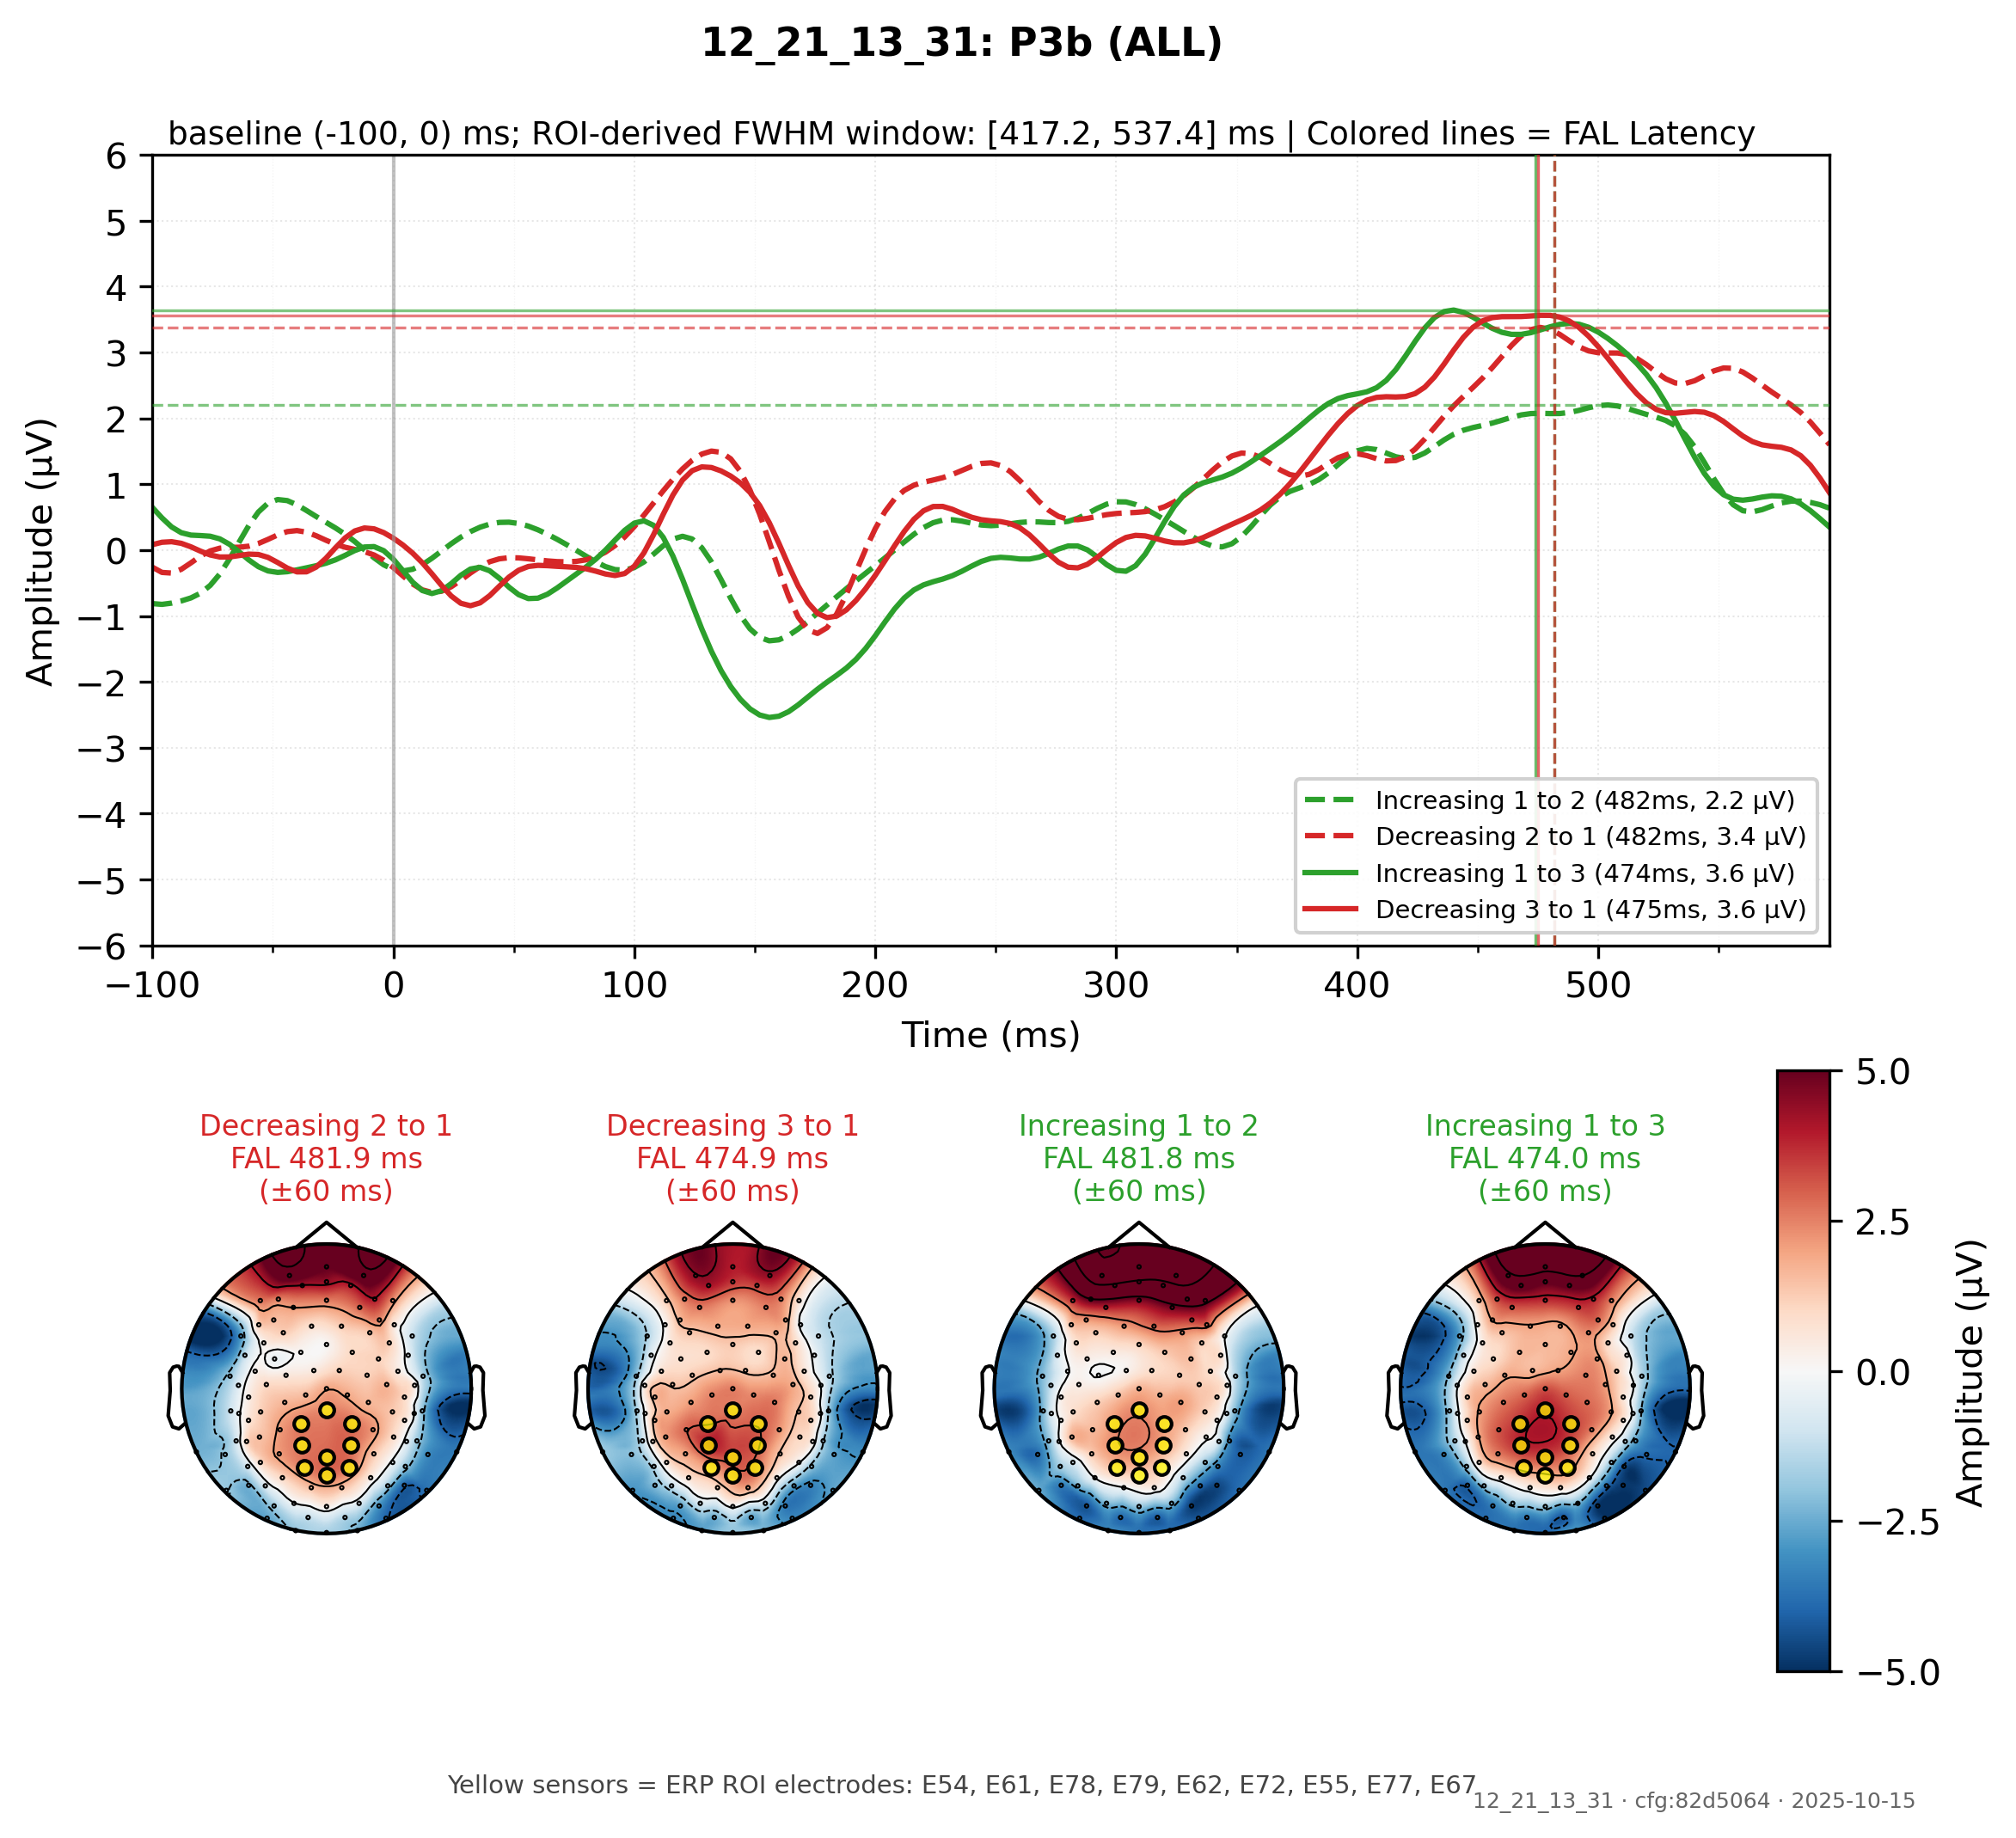 12_21_13_31: P3b (ALL)
baseline (-100, 0) ms; ROI-derived FWHM window: [417.2, 537.4] ms | Colored lines = FAL Latency
6
5
4
3
2
1
0
−1
−2
−3
−4
−5
−6
Amplitude (µV)
Increasing 1 to 2 (482ms, 2.2 µV)
Decreasing 2 to 1 (482ms, 3.4 µV)
Increasing 1 to 3 (474ms, 3.6 µV)
Decreasing 3 to 1 (475ms, 3.6 µV)
−100 0 100 200 300 400 500
Time (ms)
Decreasing 2 to 1
FAL 481.9 ms
(±60 ms)
Decreasing 3 to 1
FAL 474.9 ms
(±60 ms)
Increasing 1 to 2
FAL 481.8 ms
(±60 ms)
Increasing 1 to 3
FAL 474.0 ms
(±60 ms)
5.0
2.5
0.0
−2.5
−5.0
Amplitude (µV)
Yellow sensors = ERP ROI electrodes: E54, E61, E78, E79, E62, E72, E55, E77, E67
12_21_13_31 · cfg:82d5064 · 2025-10-15